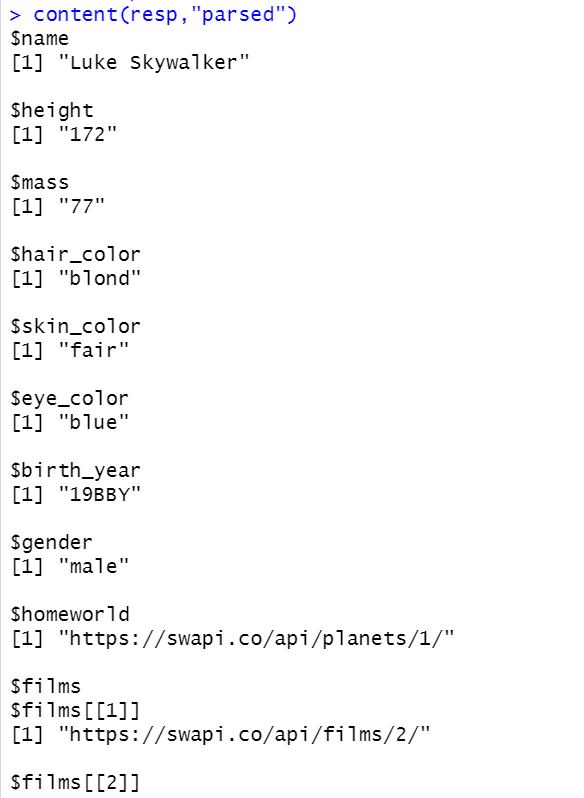 > content(resp,"parsed")
$name
[1] "Luke Skywalker"
$height
[1] "172"
$mass
[1] "77"
$hair_color
[1] "blond"
$skin_color
[1] "fair"
$eye_color
[1] "blue"
$birth_year
[1] "19BBY"
$gender
[1] "male"
$homeworld
[1] "https://swapi.co/api/planets/1/"
$films
$films[[1]]
[1] "https://swapi.co/api/films/2/"
$films[[2]]